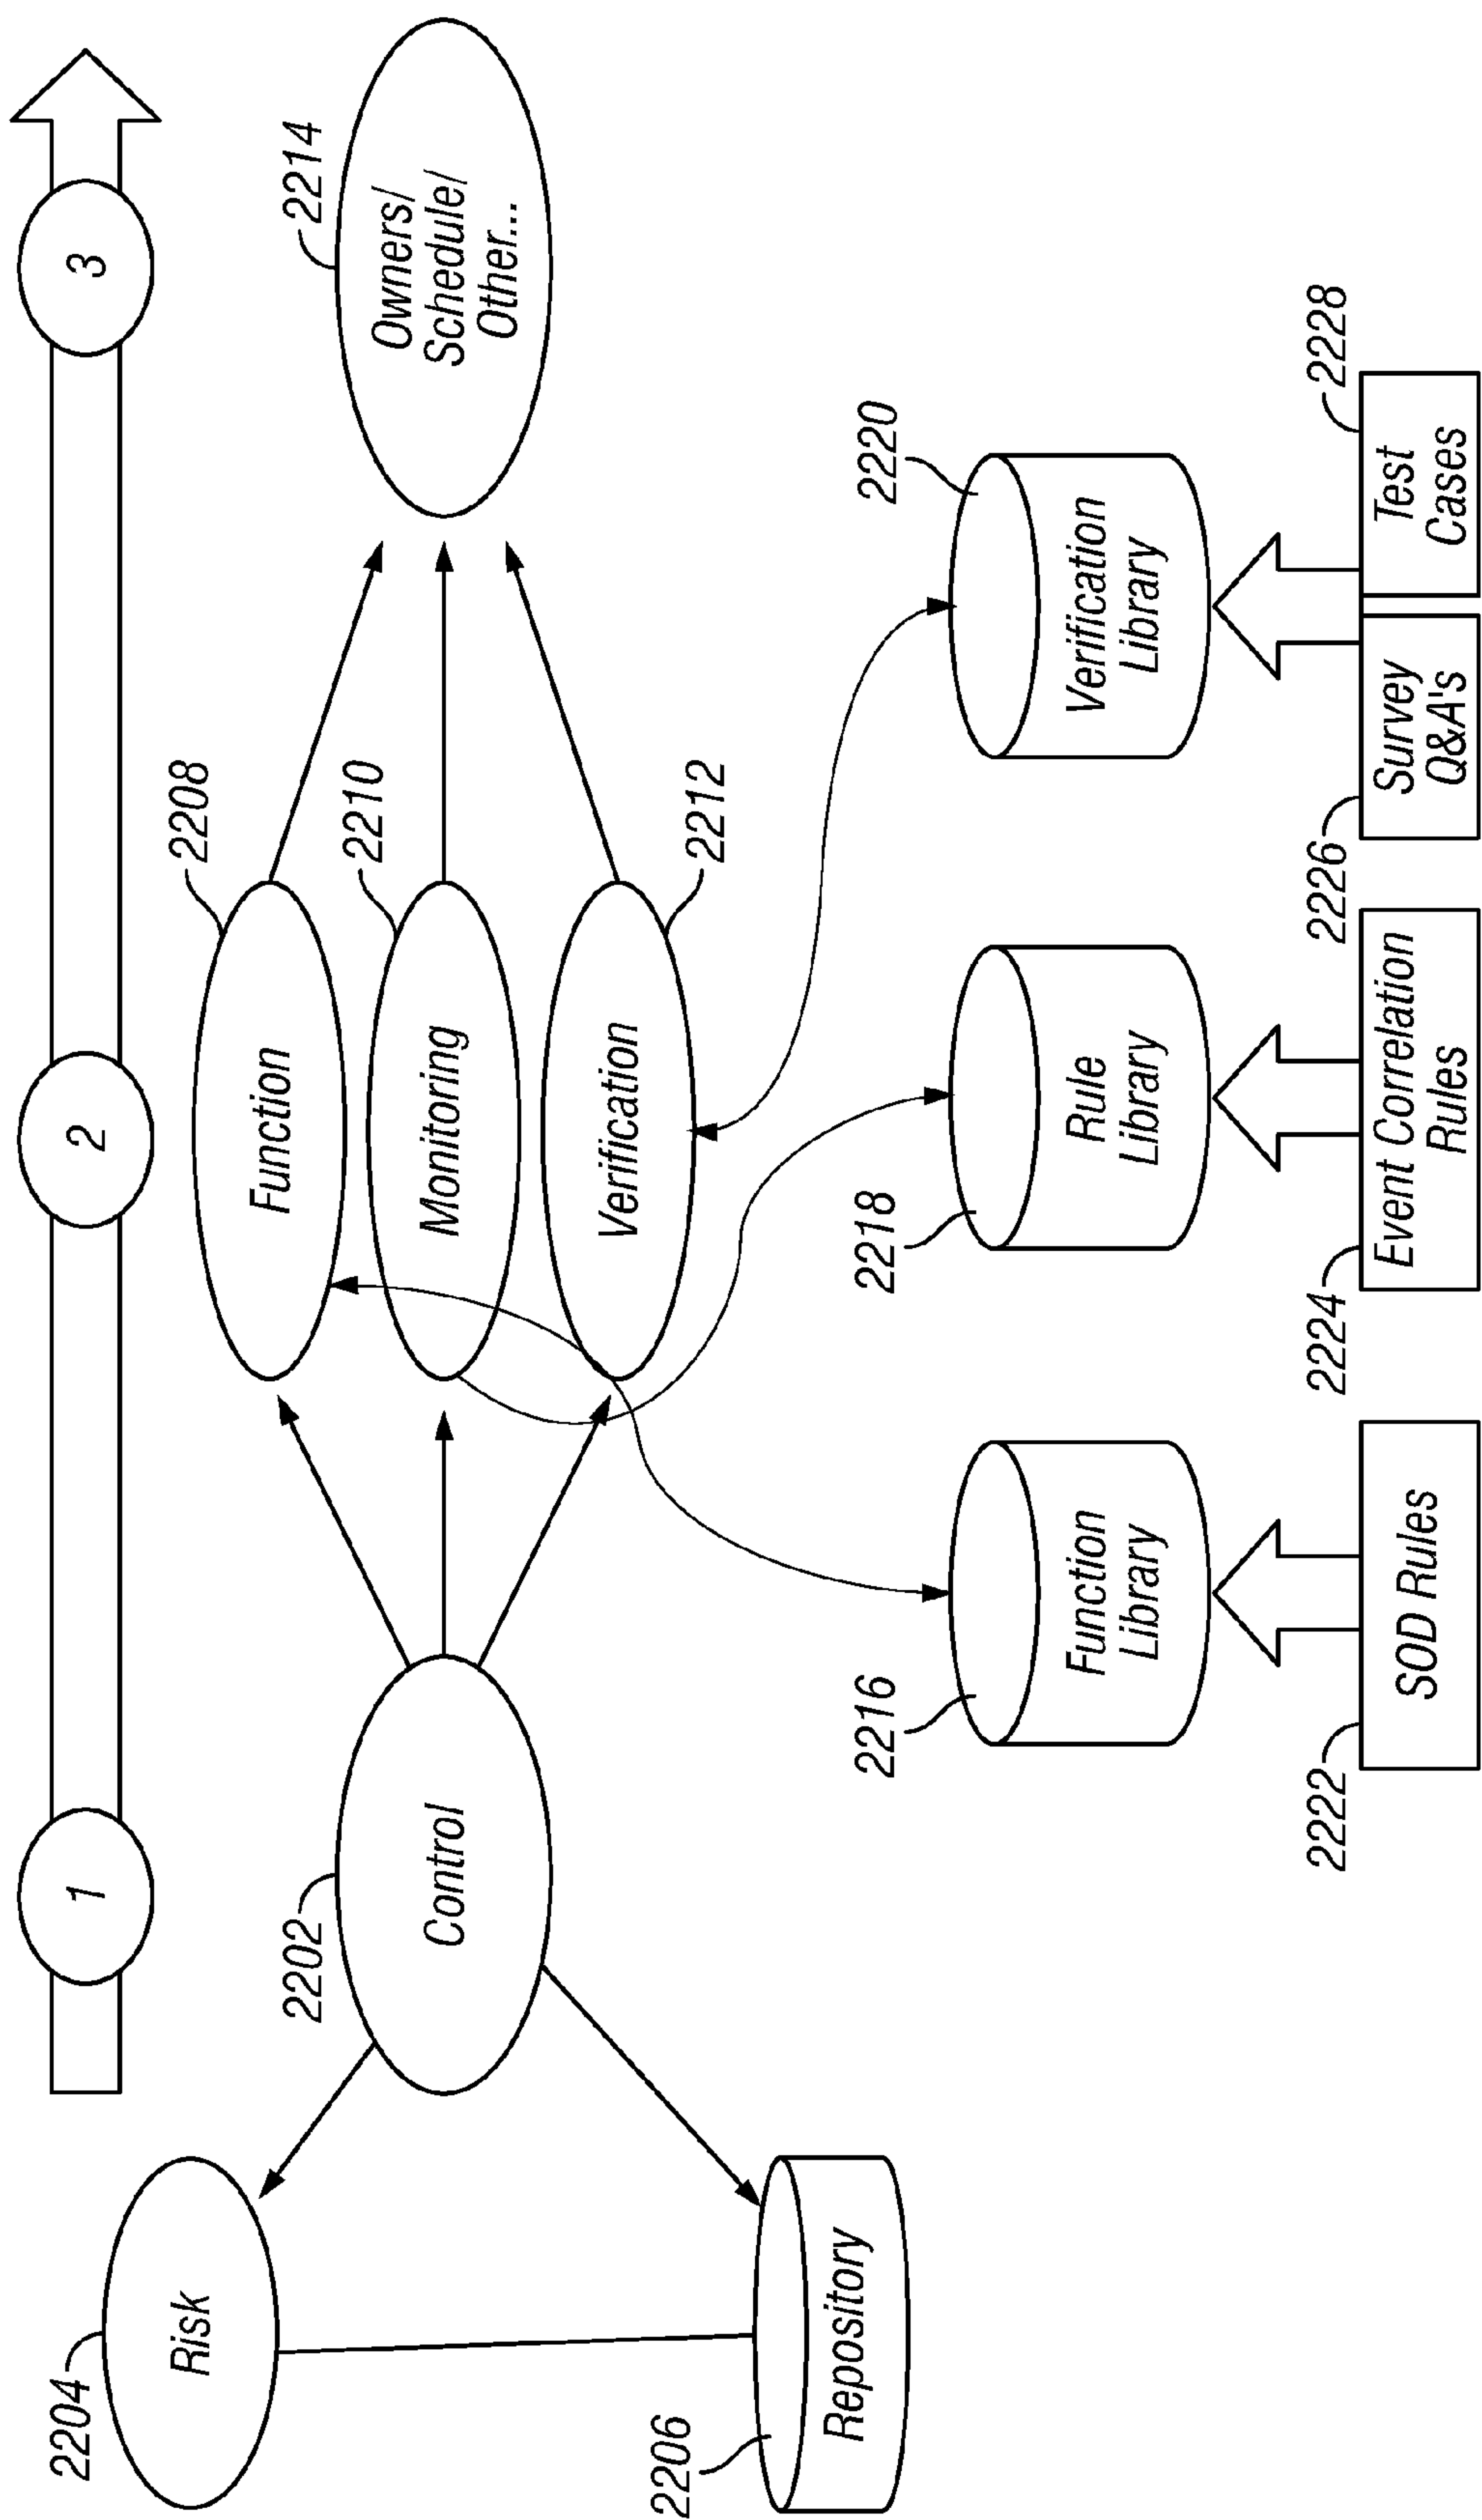 1
2
3
2204
Risk
2202
Control
2208
Function
2210
Monitoring
2212
Verification
2214
Owners/
Schedule/
Other...
2206
Repository
2216
Function
Library
2218
Rule
Library
2220
Verification
Library
2222
SOD Rules
2224
Event Correlation
Rules
2226
Survey
Q&A's
2228
Test
Cases